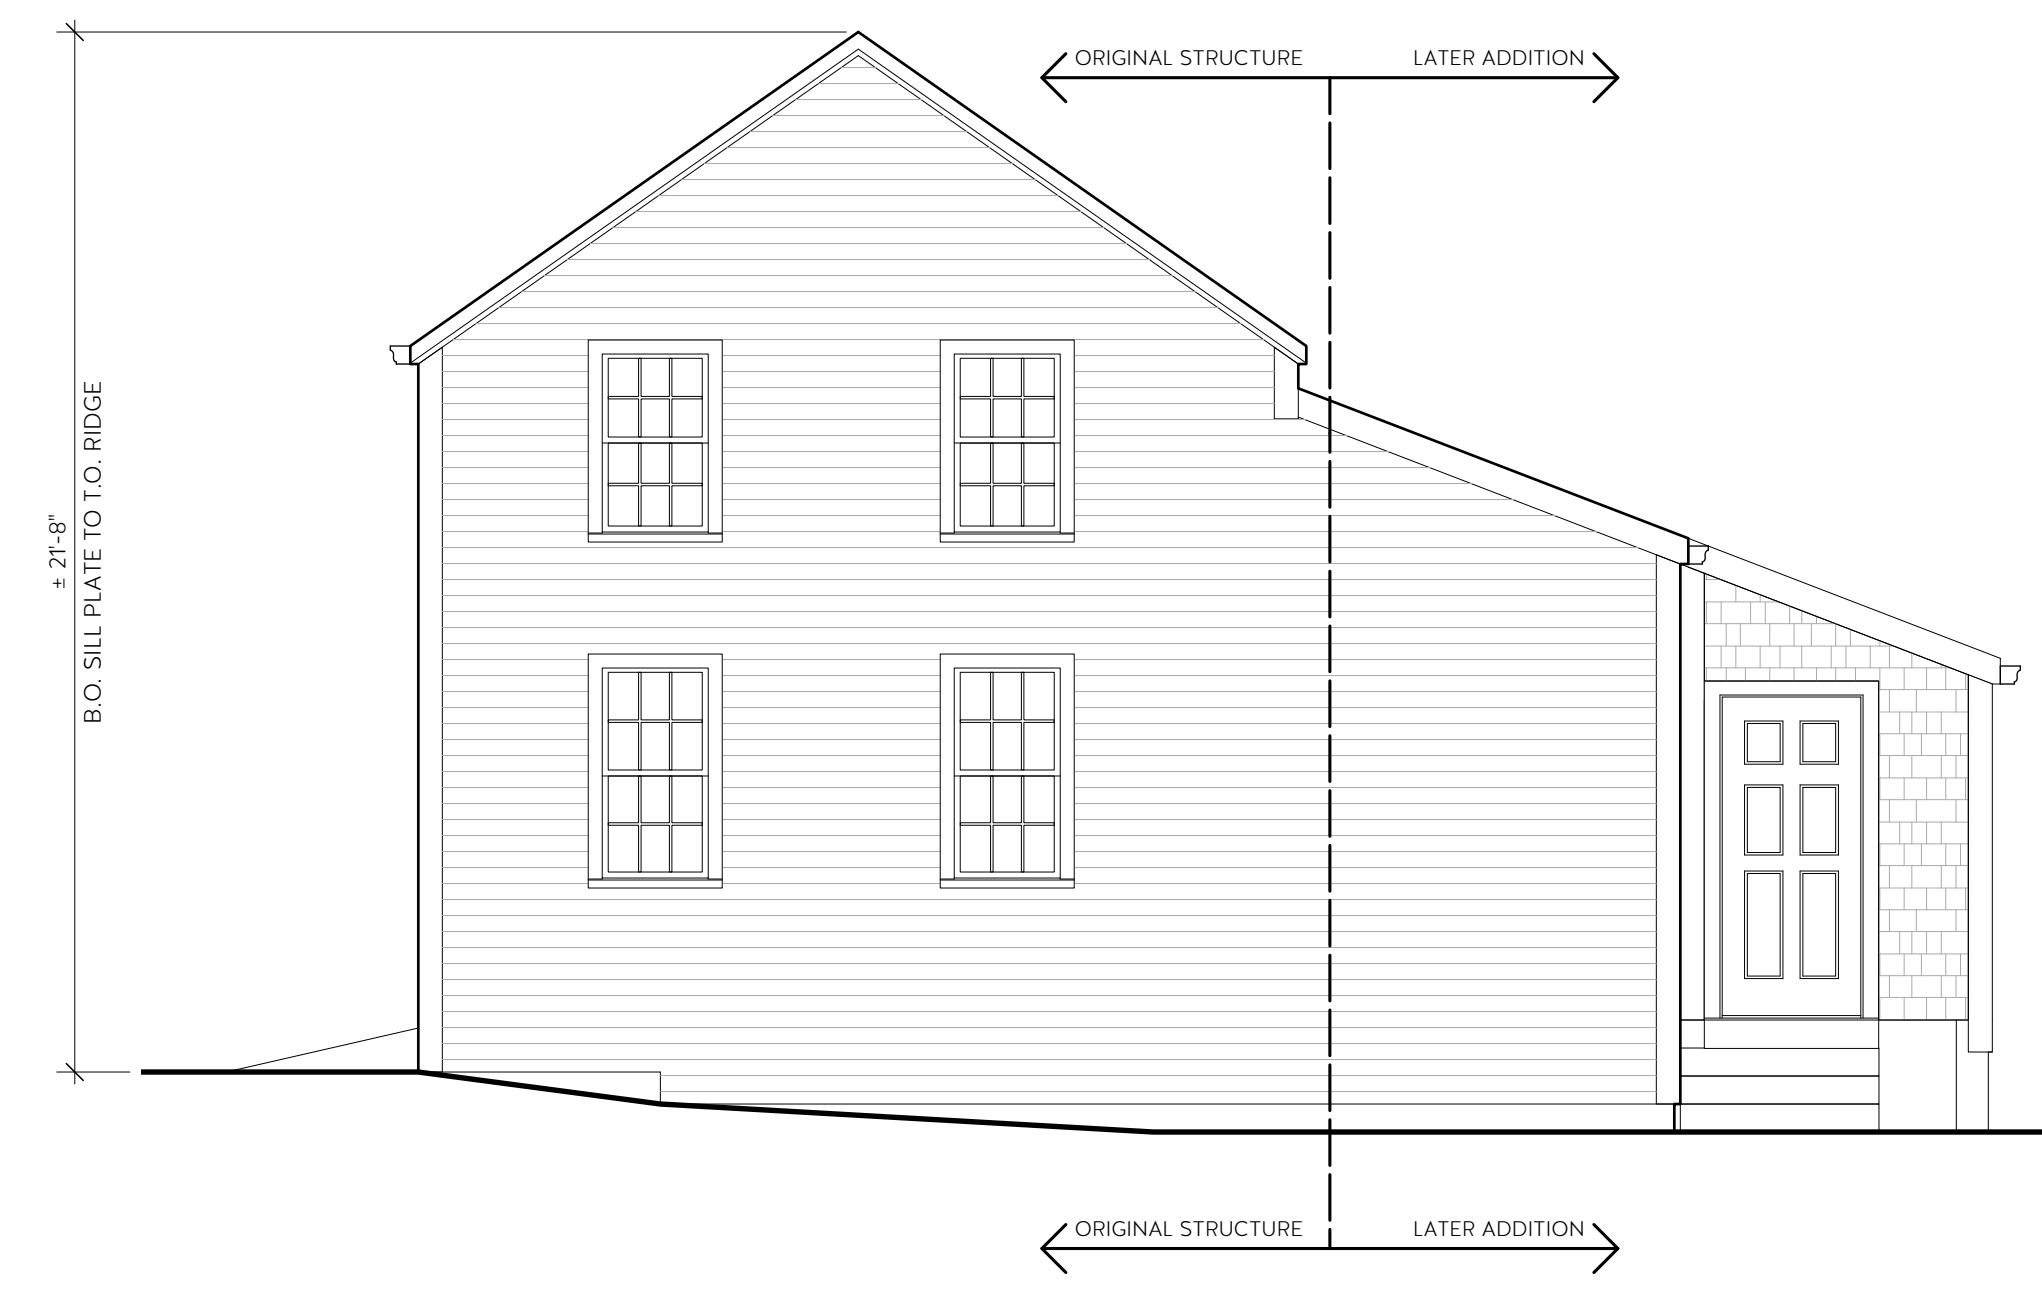 ORIGINAL STRUCTURE
LATER ADDITION
± 21'-8"
B.O. SILL PLATE TO T.O. RIDGE
ORIGINAL STRUCTURE
LATER ADDITION